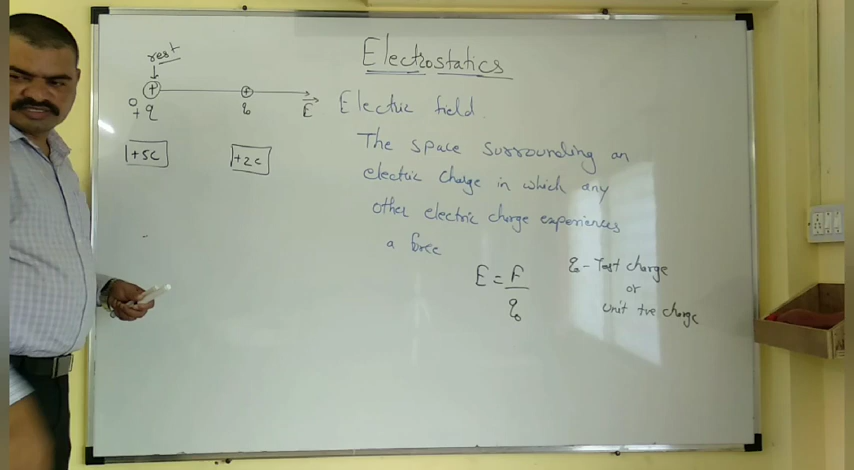 Electrostatics
rest
+
+
0
+q
q₀
E
+5c
+2c
Electric field
The space surrounding an
electric charge in which any
other electric charge experiences
a force
E = F
q₀
q₀ - Test charge
or
Unit +ve charge